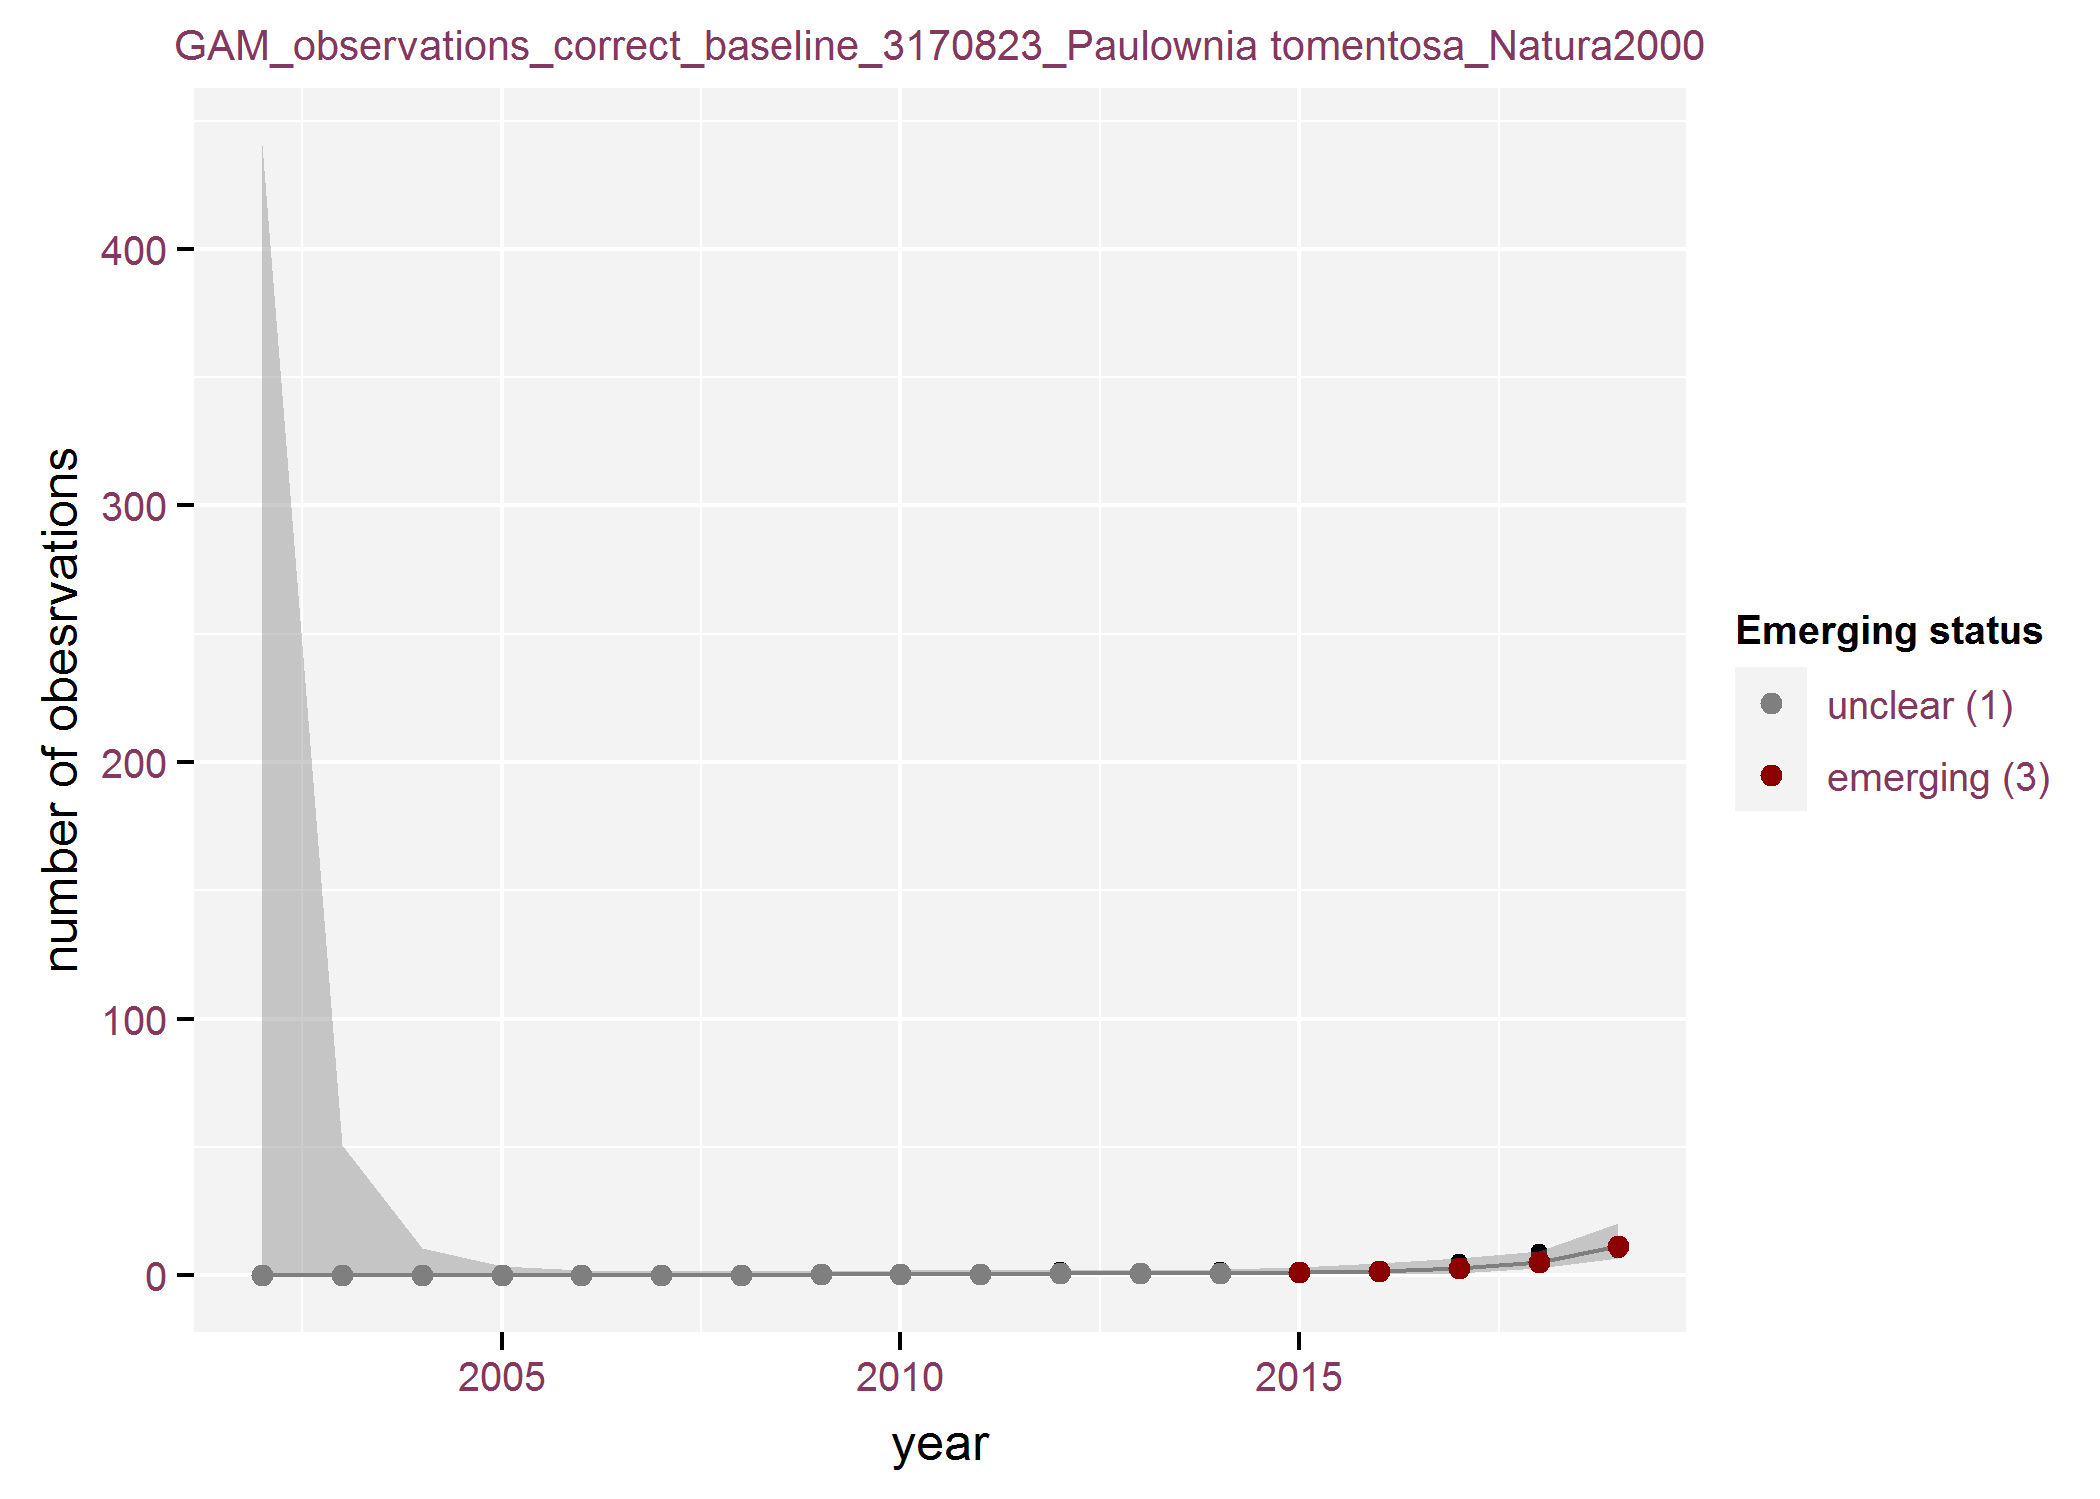 GAM_observations_correct_baseline_3170823_Paulownia tomentosa_Natura2000
number of obesrvations
400
300
200
100
0
2005
2010
2015
year
Emerging status
unclear (1)
emerging (3)